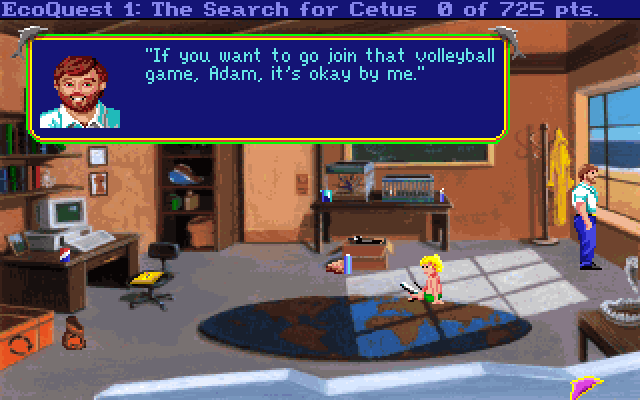 EcoQuest 1: The Search for Cetus  0 of 725 pts.
"If you want to go join that volleyball
game, Adam, it's okay by me."